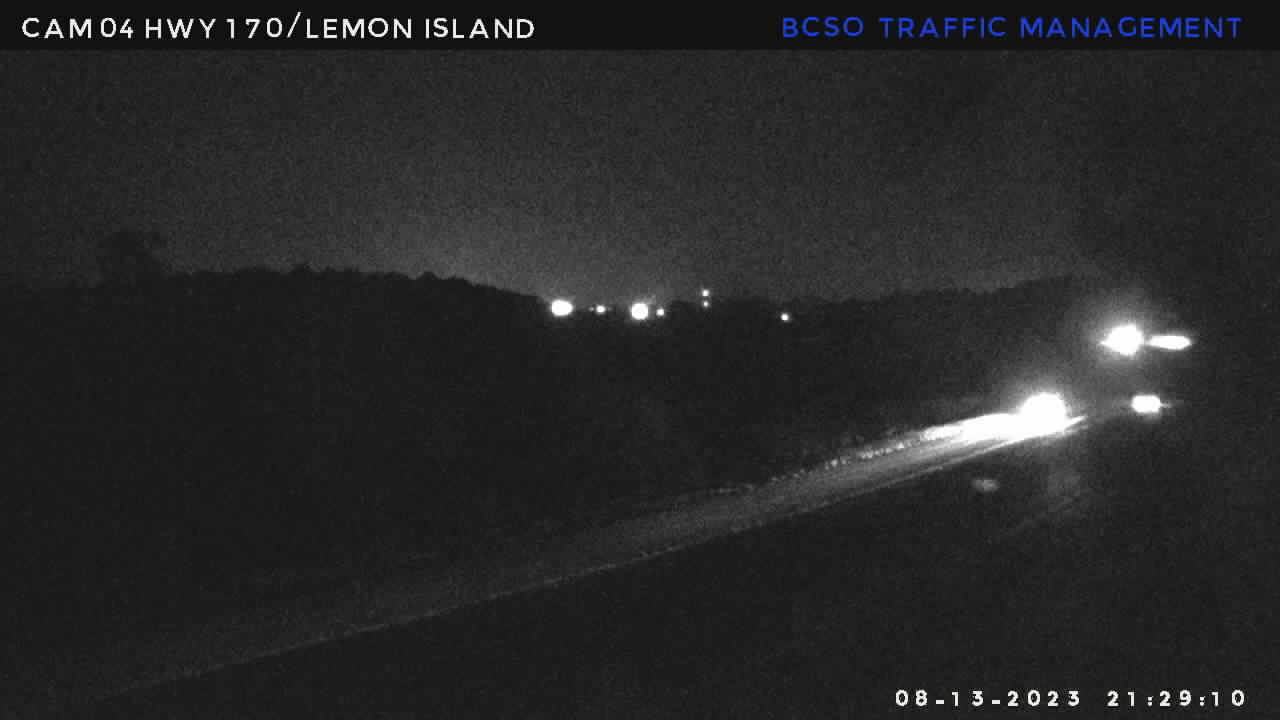 CAM 04 HWY 170/LEMON ISLAND
BCSO TRAFFIC MANAGEMENT
08-13-2023 21:29:10